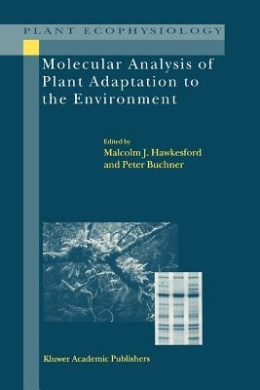 PLANT ECOPHYSIOLOGY
Molecular Analysis of
Plant Adaptation to
the Environment
Edited by
Malcolm J. Hawkesford
and Peter Buchner
Kluwer Academic Publishers